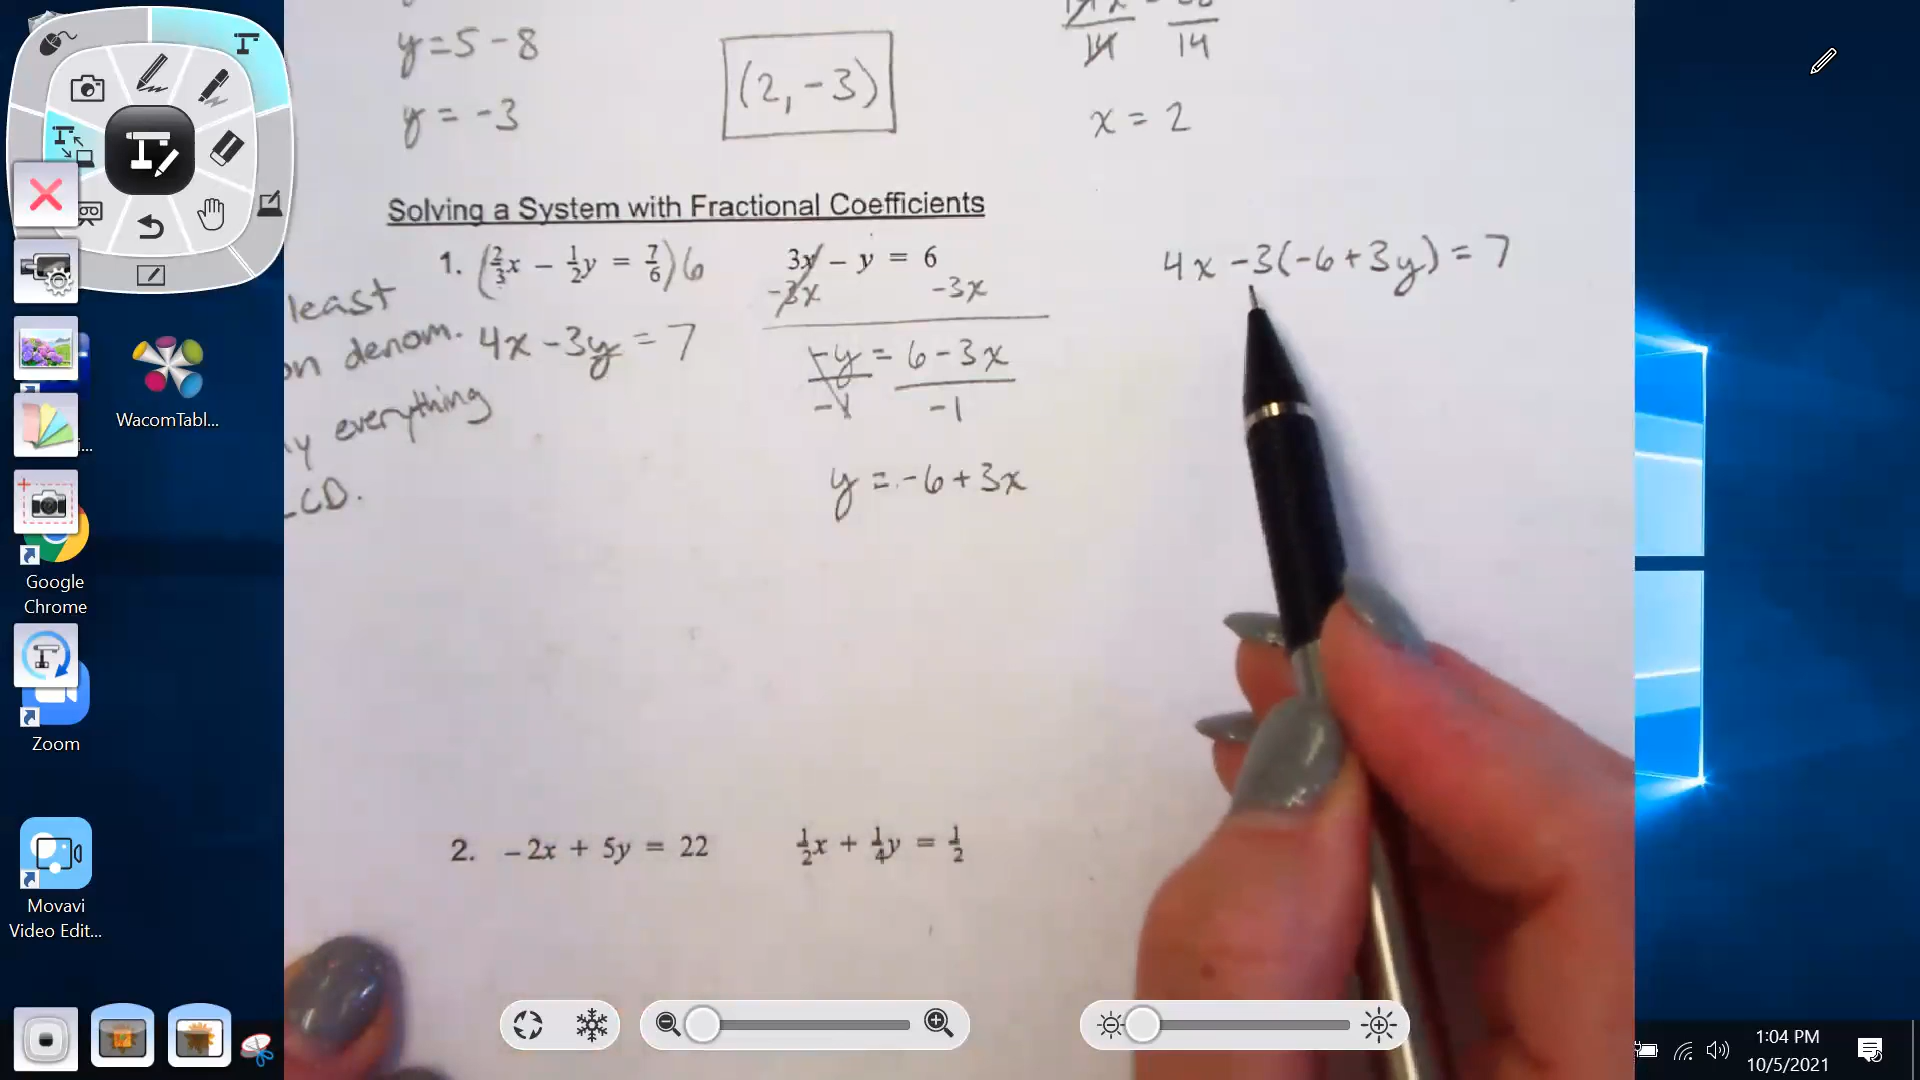 y = 5 - 8
y = -3
(2, -3)
14 14
x = 2
Solving a System with Fractional Coefficients
1. (2/3x - 1/2y = 7/6)6
3x - y = 6
-3x -3x
4x - 3(-6 + 3y) = 7
least
denom.
4x - 3y = 7
-y = 6 - 3x
-1 -1
everything
y = -6 + 3x
LCD.
2. -2x + 5y = 22
1/2x + 1/4y = 1/2
WacomTabl...
Google
Chrome
Zoom
Movavi
Video Edit...
1:04 PM
10/5/2021